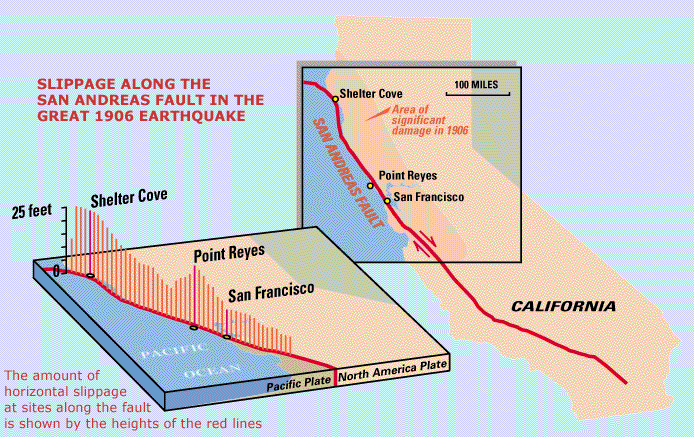 SLIPPAGE ALONG THE
SAN ANDREAS FAULT IN THE
GREAT 1906 EARTHQUAKE
100 MILES
Shelter Cove
Area of
significant
damage in 1906
SAN ANDREAS FAULT
Point Reyes
San Francisco
CALIFORNIA
25 feet
0
Shelter Cove
Point Reyes
San Francisco
PACIFIC
OCEAN
Pacific Plate
North America Plate
The amount of
horizontal slippage
at sites along the fault
is shown by the heights of the red lines